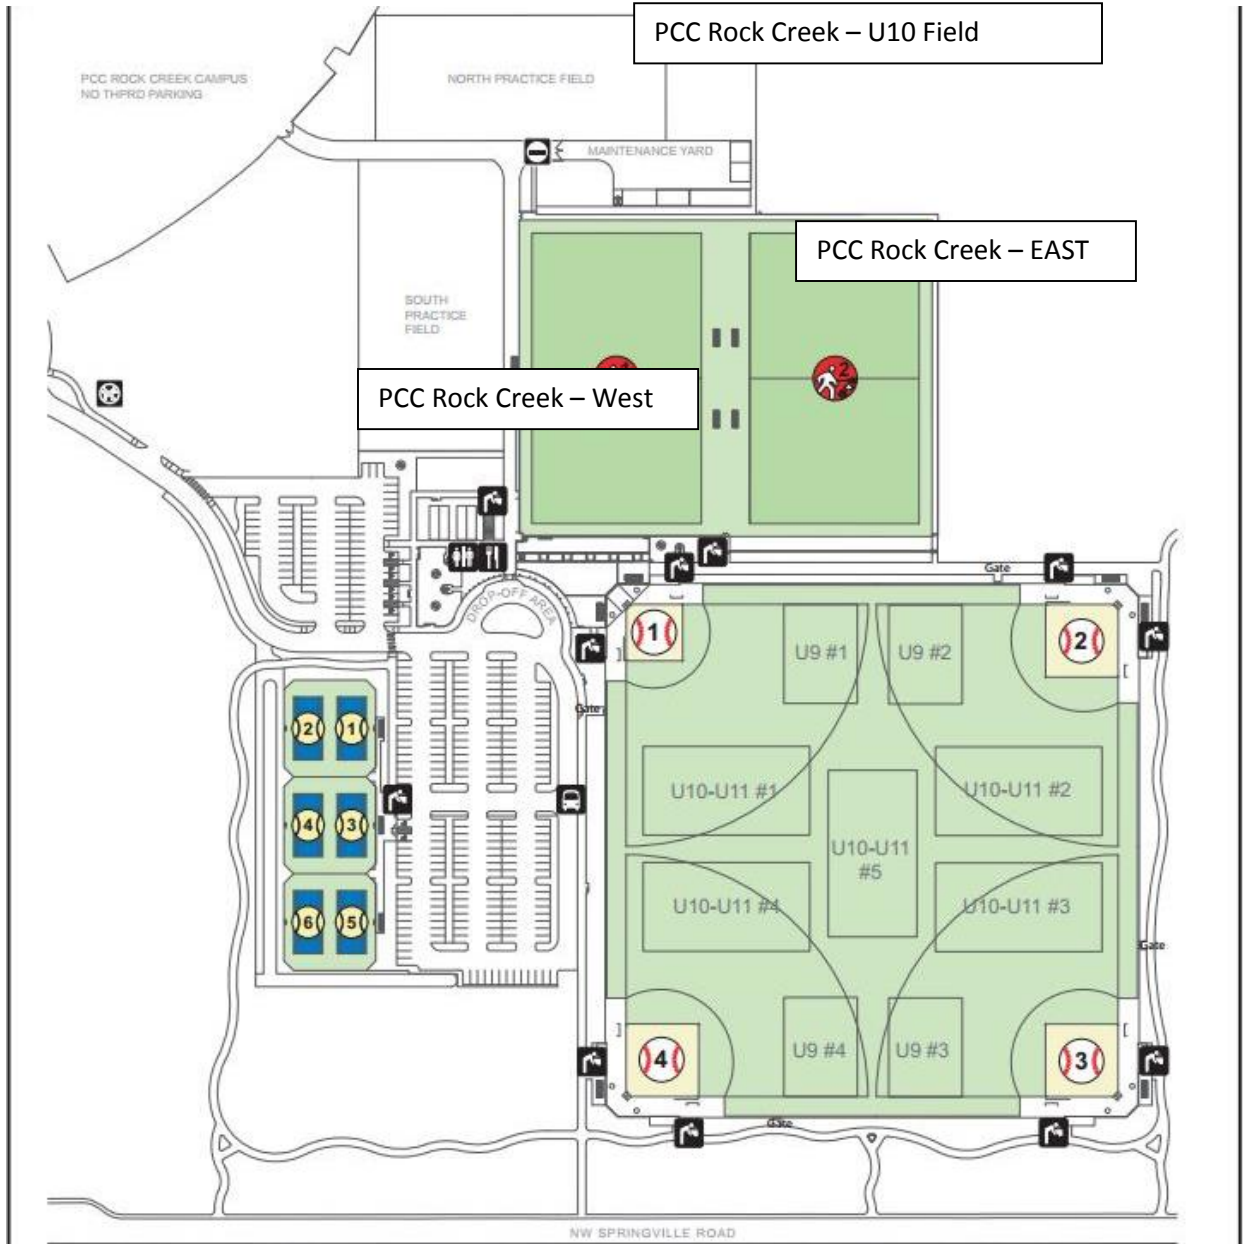 PCC Rock Creek – U10 Field
PCC ROCK CREEK CAMPUS
NO THPRD PARKING
NORTH PRACTICE FIELD
MAINTENANCE YARD
PCC Rock Creek – EAST
SOUTH
PRACTICE
FIELD
2
PCC Rock Creek – West
DROP-OFF AREA
Gate
1
2
U9 #1
U9 #2
Gate
2
1
U10-U11 #1
U10-U11 #2
4
3
U10-U11
#5
U10-U11 #4
U10-U11 #3
6
5
Gate
4
U9 #4
U9 #3
3
Gate
NW SPRINGVILLE ROAD